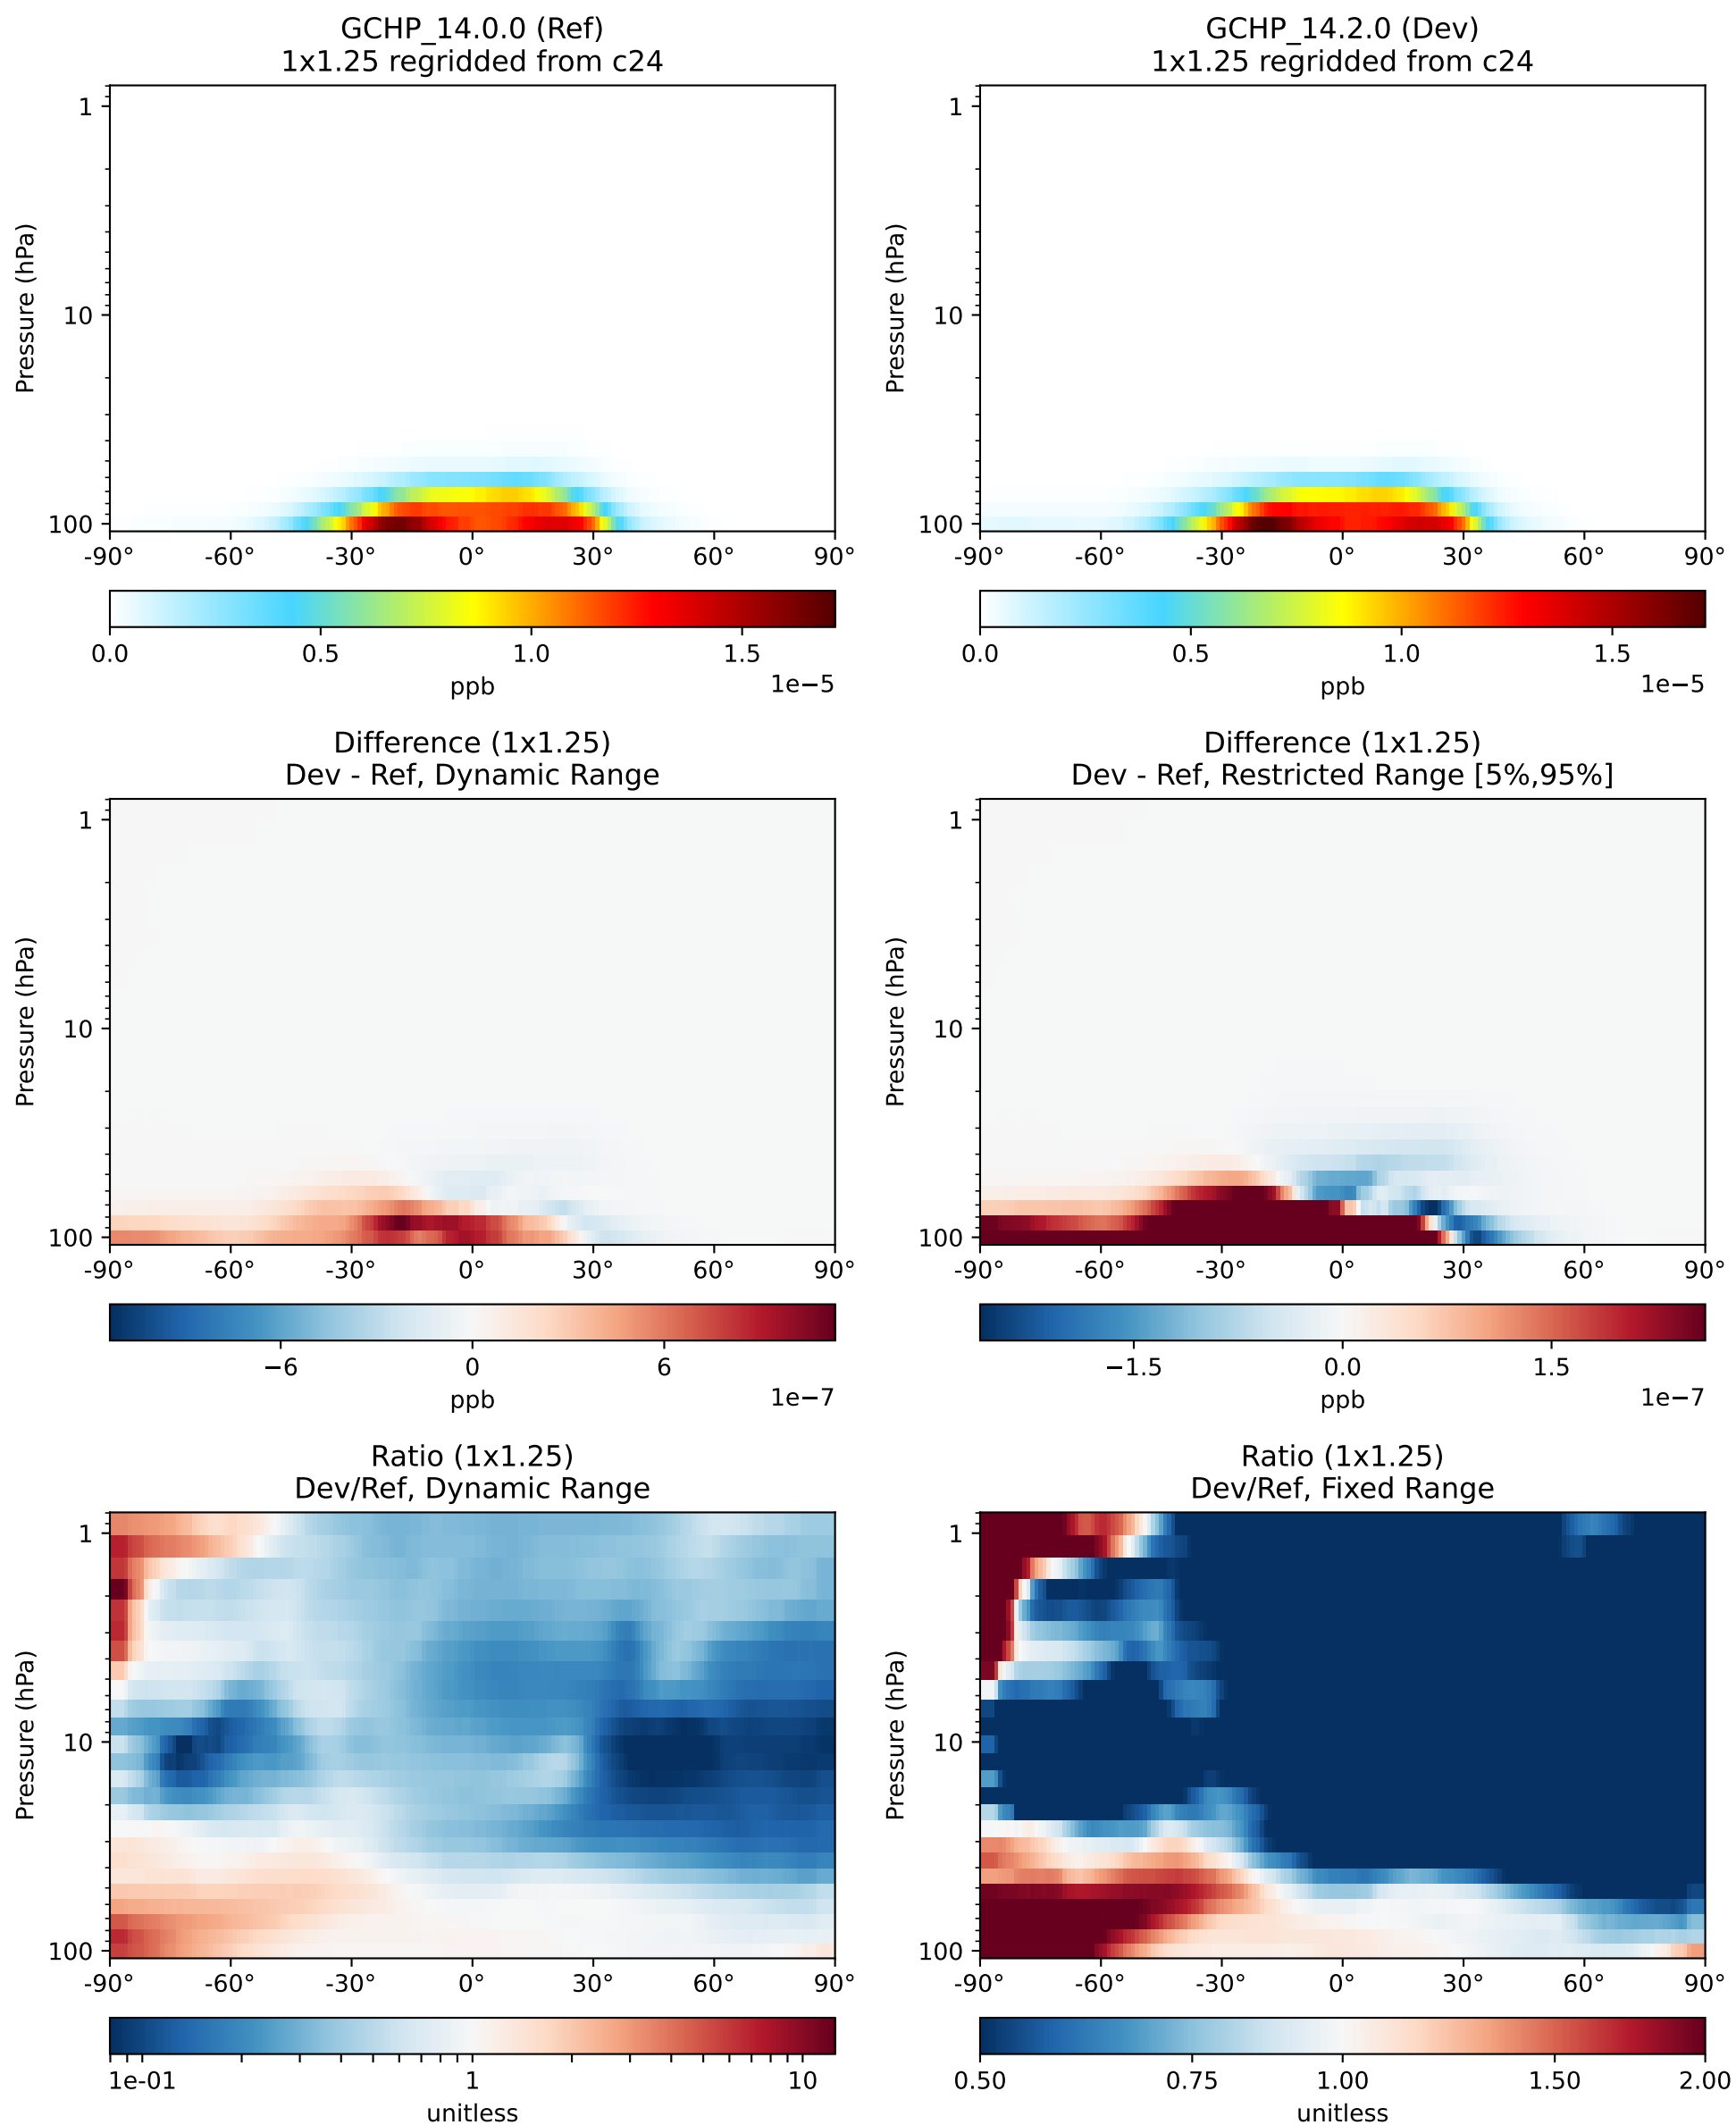 GCHP_14.0.0 (Ref)
1x1.25 regridded from c24
Pressure (hPa)
1
10
100
-90° -60° -30° 0° 30° 60° 90°
0.0 0.5 1.0 1.5
1e−5
ppb
GCHP_14.2.0 (Dev)
1x1.25 regridded from c24
Pressure (hPa)
1
10
100
-90° -60° -30° 0° 30° 60° 90°
0.0 0.5 1.0 1.5
1e−5
ppb
Difference (1x1.25)
Dev - Ref, Dynamic Range
Pressure (hPa)
1
10
100
-90° -60° -30° 0° 30° 60° 90°
−6 0 6
1e−7
ppb
Difference (1x1.25)
Dev - Ref, Restricted Range [5%,95%]
Pressure (hPa)
1
10
100
-90° -60° -30° 0° 30° 60° 90°
−1.5 0.0 1.5
1e−7
ppb
Ratio (1x1.25)
Dev/Ref, Dynamic Range
Pressure (hPa)
1
10
100
-90° -60° -30° 0° 30° 60° 90°
1e-01 1 10
unitless
Ratio (1x1.25)
Dev/Ref, Fixed Range
Pressure (hPa)
1
10
100
-90° -60° -30° 0° 30° 60° 90°
0.50 0.75 1.00 1.50 2.00
unitless